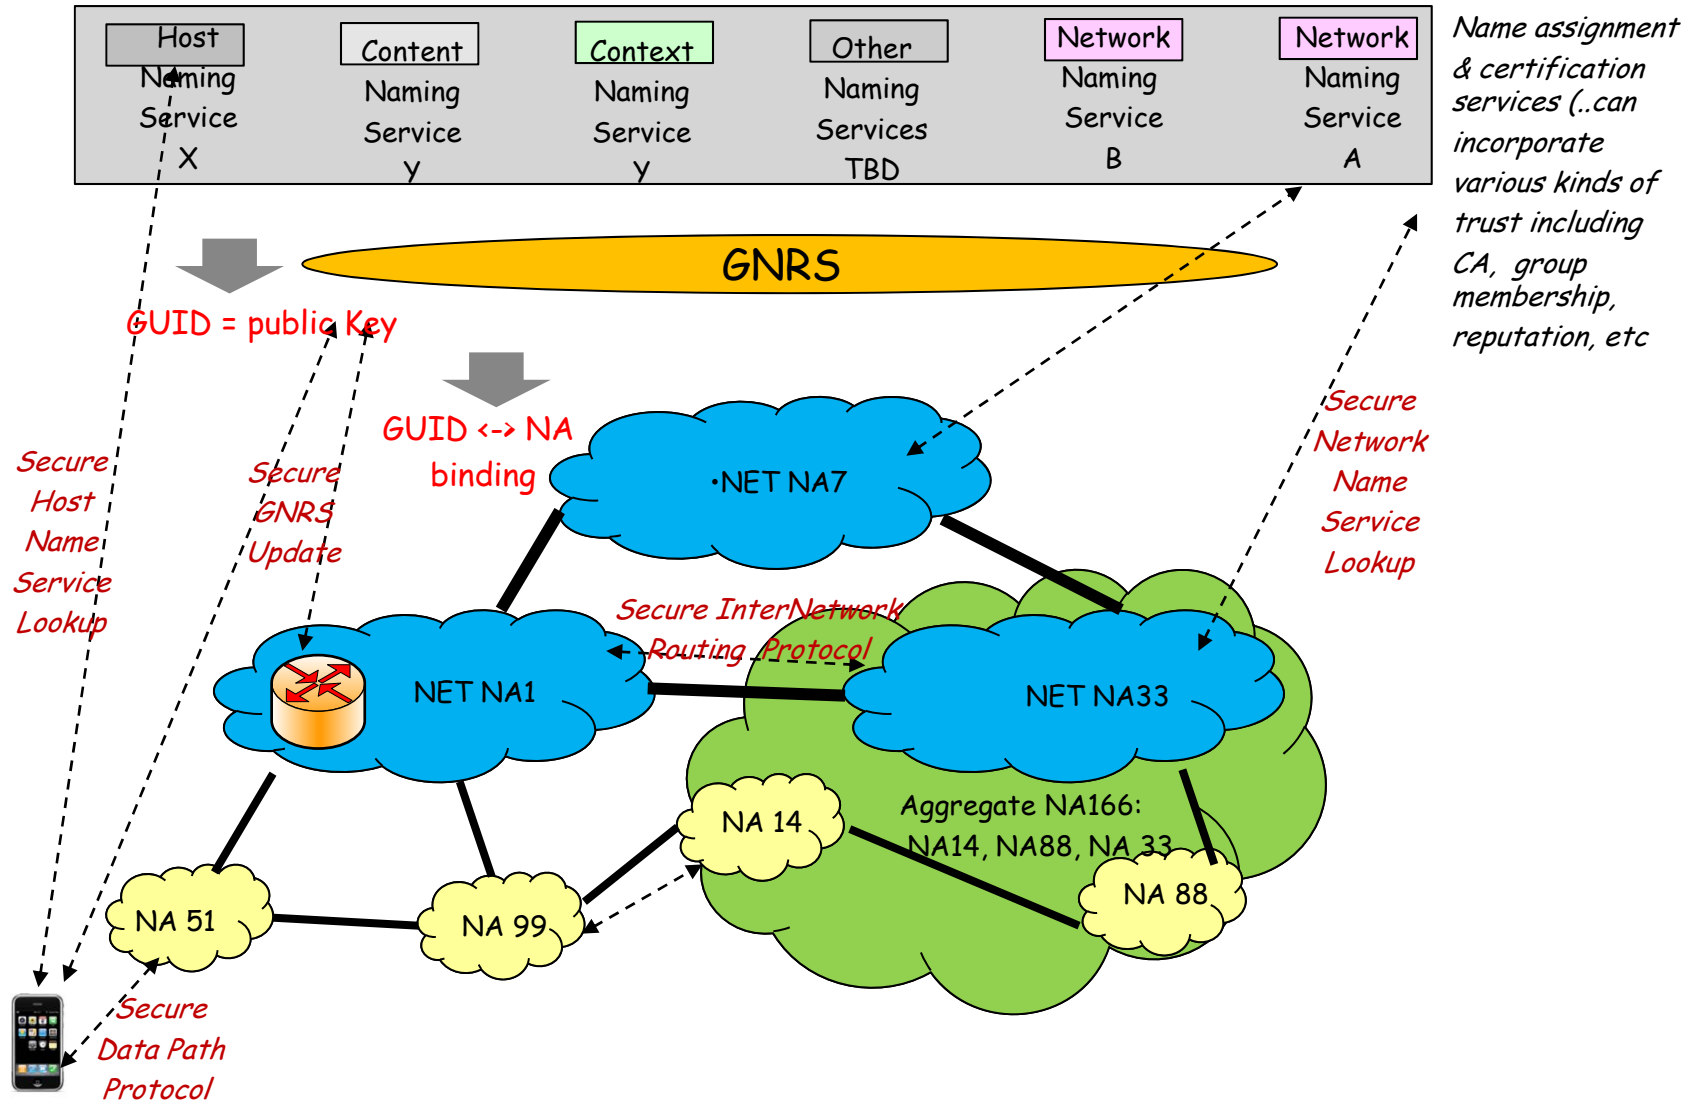 Host
Naming
Service
X
Content
Naming
Service
Y
Context
Naming
Service
Y
Other
Naming
Services
TBD
Network
Naming
Service
B
Network
Naming
Service
A
Name assignment
& certification
services (..can
incorporate
various kinds of
trust including
CA, group
membership,
reputation, etc
GNRS
GUID = public Key
GUID <-> NA
binding
•NET NA7
Secure
Host
Name
Service
Lookup
Secure
GNRS
Update
Secure
Network
Name
Service
Lookup
Secure InterNetwork
Routing Protocol
NET NA1
NET NA33
NA 14
Aggregate NA166:
NA14, NA88, NA 33
NA 51
NA 99
NA 88
Secure
Data Path
Protocol